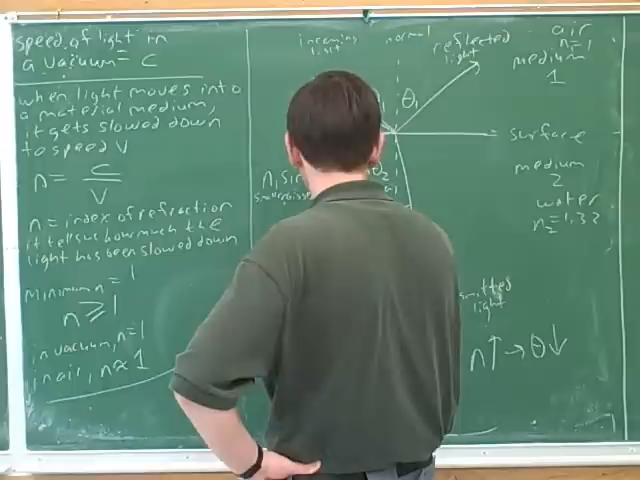 speed of light in
a vacuum = c
when light moves into
a material medium,
it gets slowed down
to speed v
n = c/v
n = index of refraction
it tells us how much the
light has been slowed down
minimum n = 1
n ≥ 1
in vacuum, n=1
in air, n≈1
incoming
light
normal
reflected
light
θ1
air
n=1
medium
1
surface
medium
2
water
n2=1.33
n1 sin
n↑ → θ↓
light